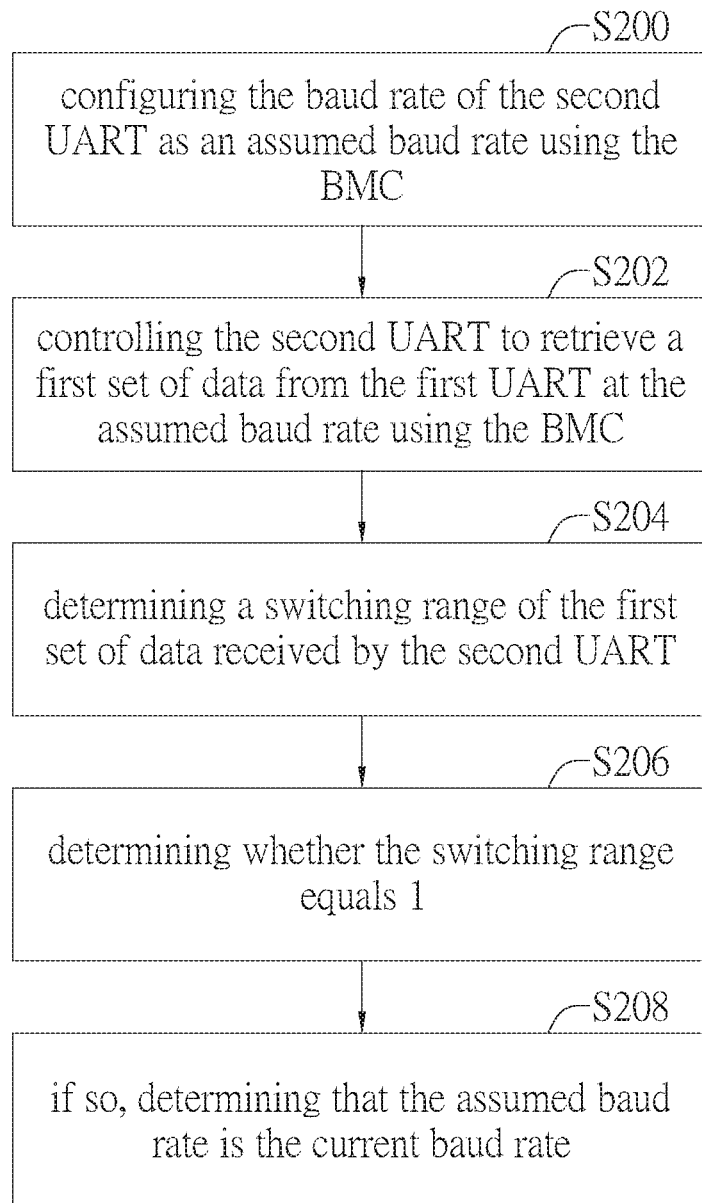 S200
configuring the baud rate of the second
UART as an assumed baud rate using the
BMC
S202
controlling the second UART to retrieve a
first set of data from the first UART at the
assumed baud rate using the BMC
S204
determining a switching range of the first
set of data received by the second UART
S206
determining whether the switching range
equals 1
S208
if so, determining that the assumed baud
rate is the current baud rate